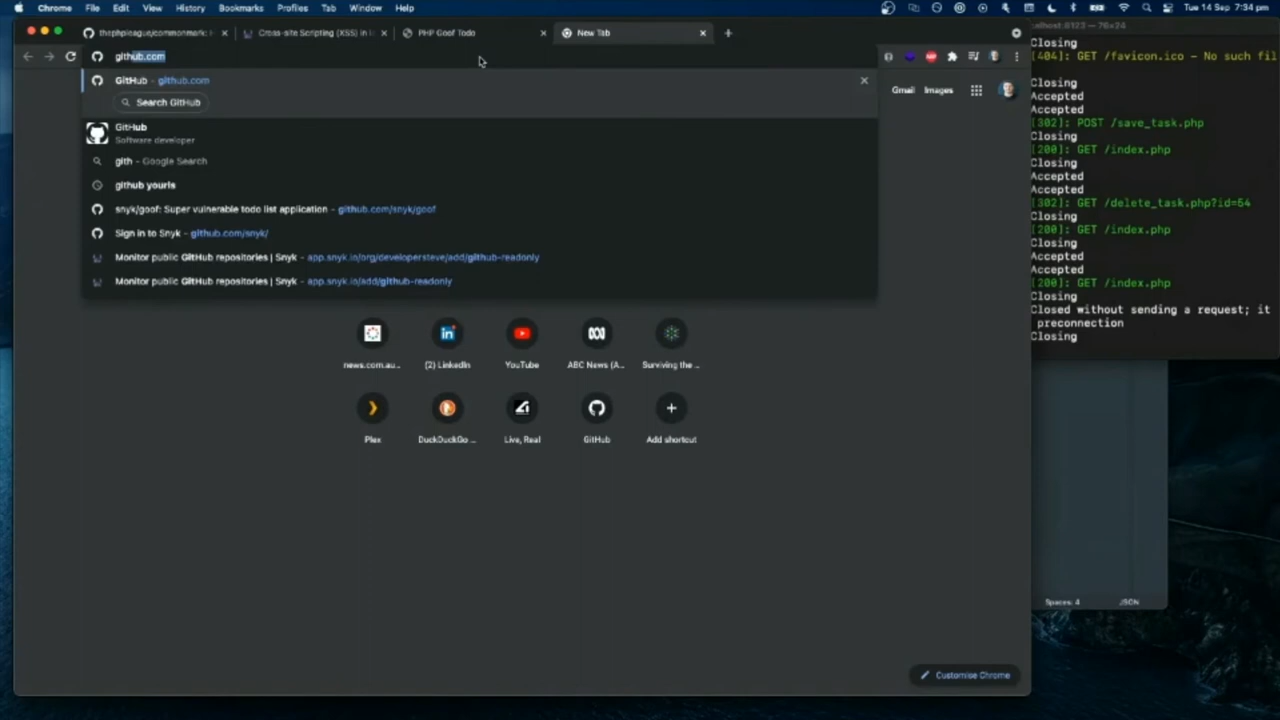 Chrome File Edit View History Bookmarks Profiles Tab Window Help Tue 14 Sep 7:34 pm
thephpleague/commonmark: Cross-site Scripting (XSS) in PHP Goof Todo New Tab
github.com
GitHub - github.com
Search GitHub
GitHub
Software developer
gith - Google Search
github yourls
snyk/goof: Super vulnerable todo list application - github.com/snyk/goof
Sign in to Snyk - github.com/snyk/
Monitor public GitHub repositories | Snyk - app.snyk.io/org/developersteve/add/github-readonly
Monitor public GitHub repositories | Snyk - app.snyk.io/add/github-readonly
Gmail Images
news.com.au... (2) LinkedIn YouTube ABC News (A... Surviving the ...
Plex DuckDuckGo ... Live, Real GitHub Add shortcut
Customise Chrome
lhost:8123 — 76×24
Closing
[404]: GET /favicon.ico - No such fil
Closing
Accepted
Accepted
[302]: POST /save_task.php
Closing
[200]: GET /index.php
Closing
Accepted
Accepted
[302]: GET /delete_task.php?id=54
Closing
[200]: GET /index.php
Closing
Accepted
Accepted
[200]: GET /index.php
Closing
Closed without sending a request; it
preconnection
Closing
Spaces: 4 JSON